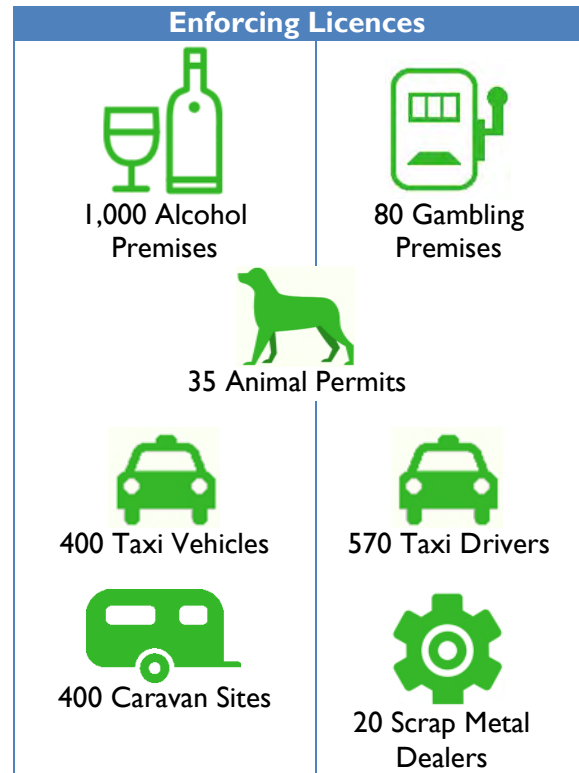 Enforcing Licences
1,000 Alcohol
Premises
80 Gambling
Premises
35 Animal Permits
400 Taxi Vehicles
570 Taxi Drivers
400 Caravan Sites
20 Scrap Metal
Dealers